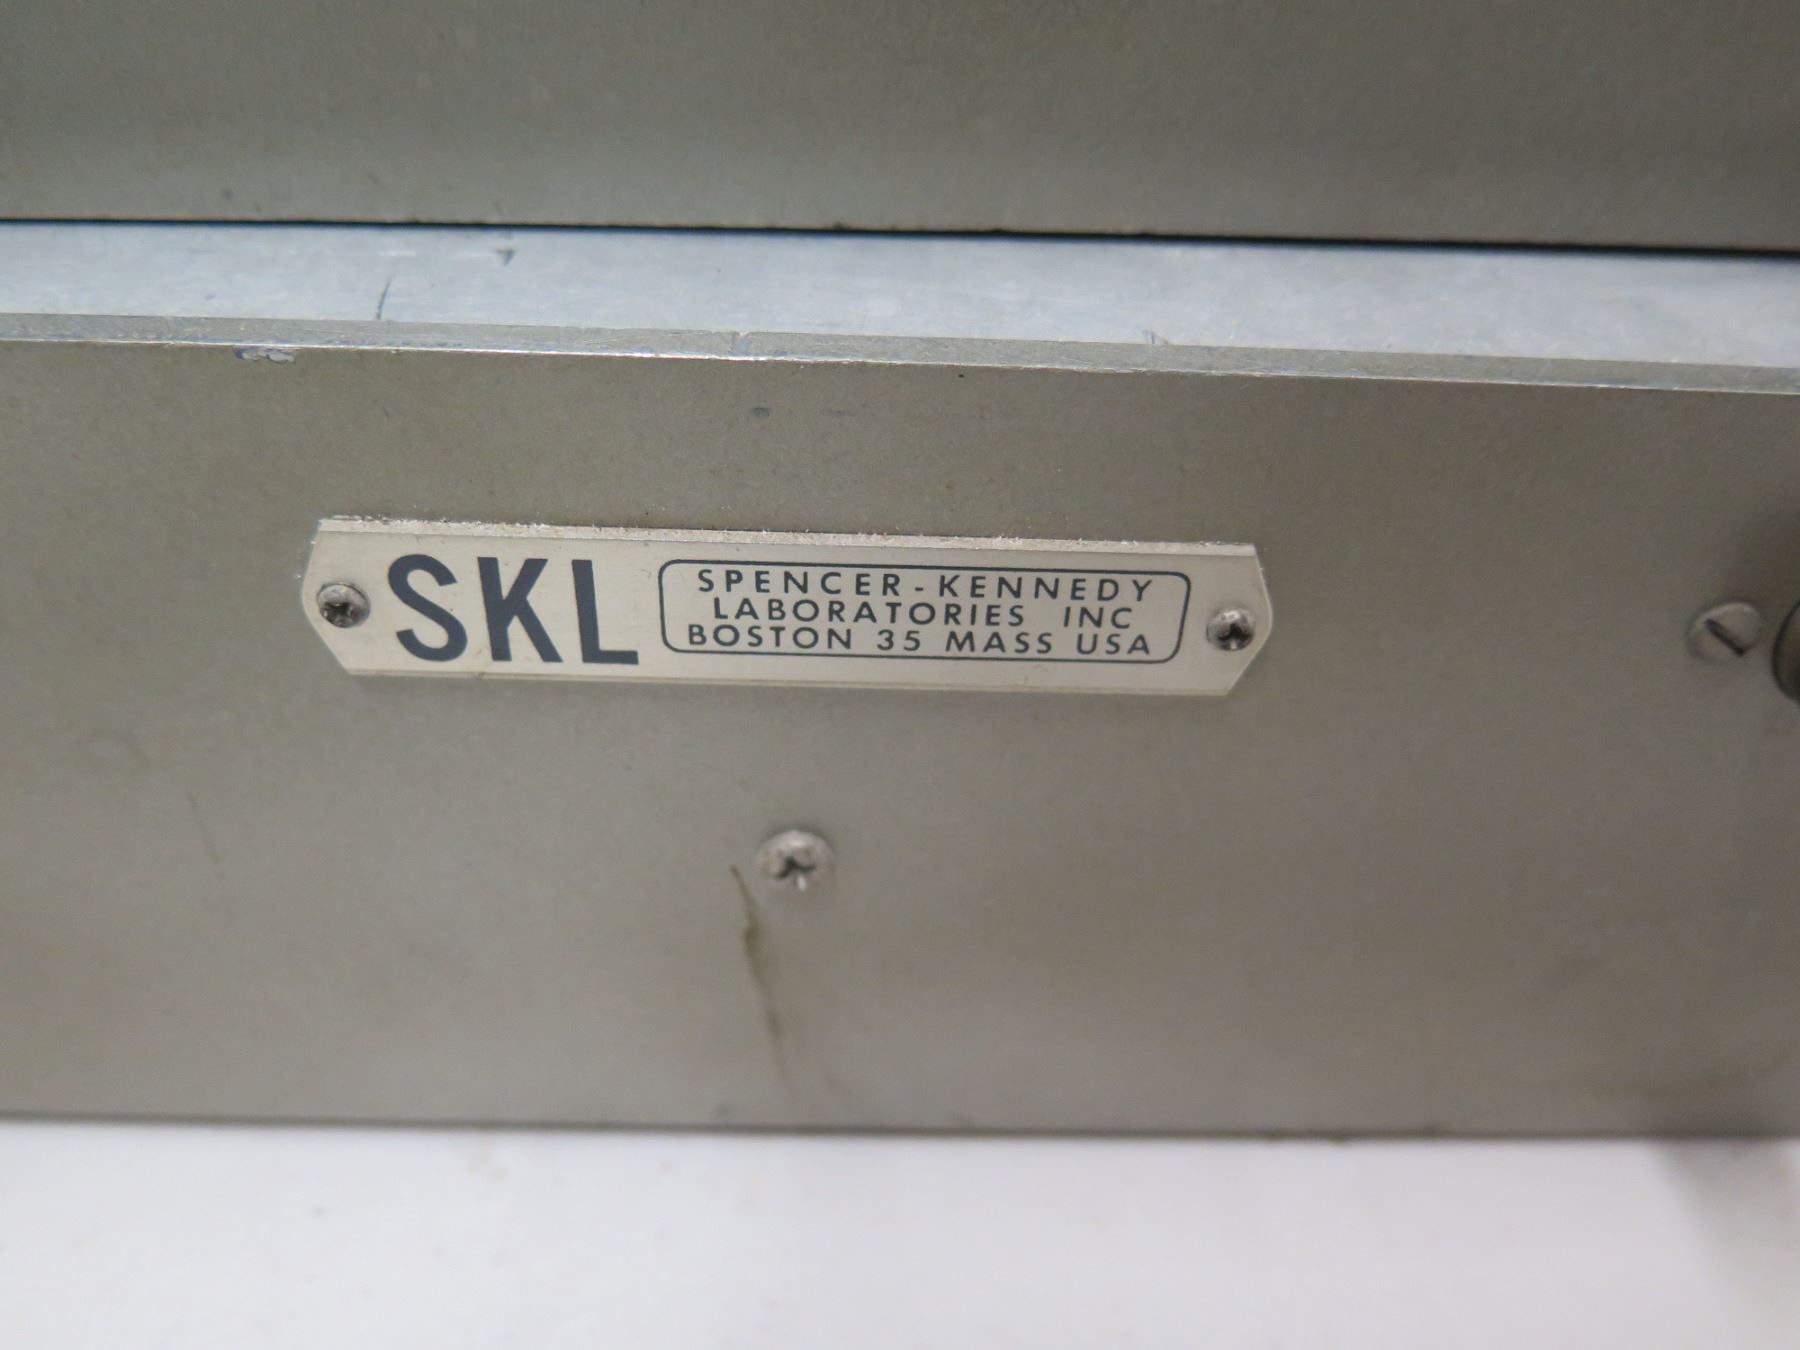 SKL
SPENCER-KENNEDY
LABORATORIES INC
BOSTON 35 MASS USA